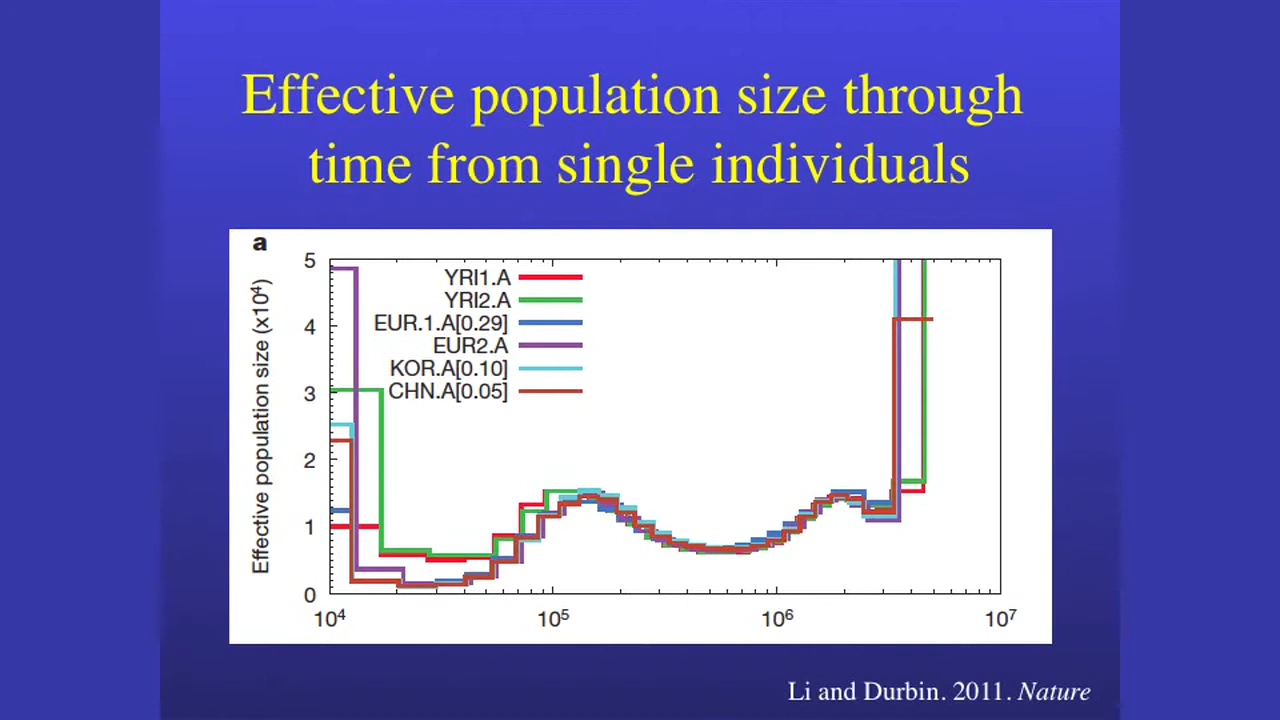 Effective population size through
time from single individuals
a
Effective population size (x10⁴)
5
4
3
2
1
0
YRI1.A
YRI2.A
EUR.1.A[0.29]
EUR2.A
KOR.A[0.10]
CHN.A[0.05]
10⁴ 10⁵ 10⁶ 10⁷
Li and Durbin. 2011. Nature